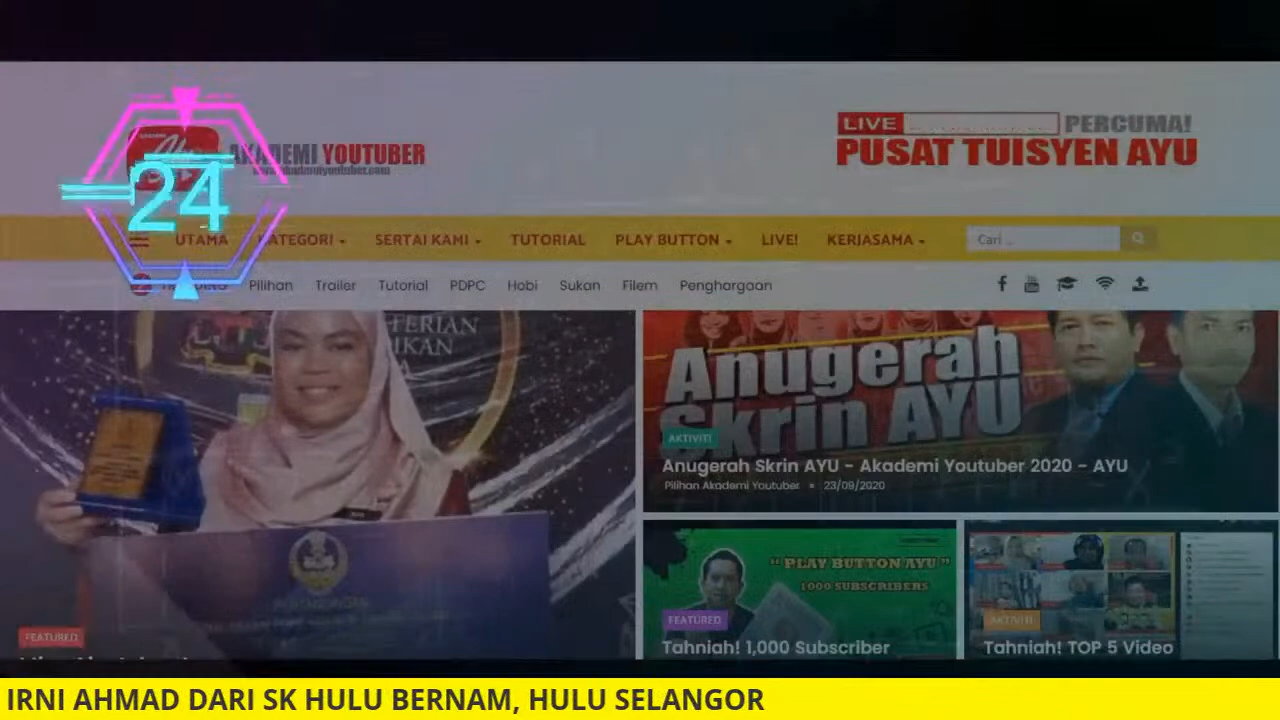 24
AKADEMI YOUTUBER
LIVE
PERCUMA!
PUSAT TUISYEN AYU
UTAMA KATEGORI SERTAI KAMI TUTORIAL PLAY BUTTON LIVE! KERJASAMA Cari ...
TRENDING Pilihan Trailer Tutorial PDPC Hobi Sukan Filem Penghargaan
Anugerah
Skrin AYU
AKTIVITI
Anugerah Skrin AYU - Akademi Youtuber 2020 - AYU
Pilihan Akademi Youtuber 23/09/2020
"PLAY BUTTON AYU"
1000 SUBSCRIBERS
FEATURED
FEATURED
AKTIVITI
Tahniah! 1,000 Subscriber
Tahniah! TOP 5 Video
IRNI AHMAD DARI SK HULU BERNAM, HULU SELANGOR